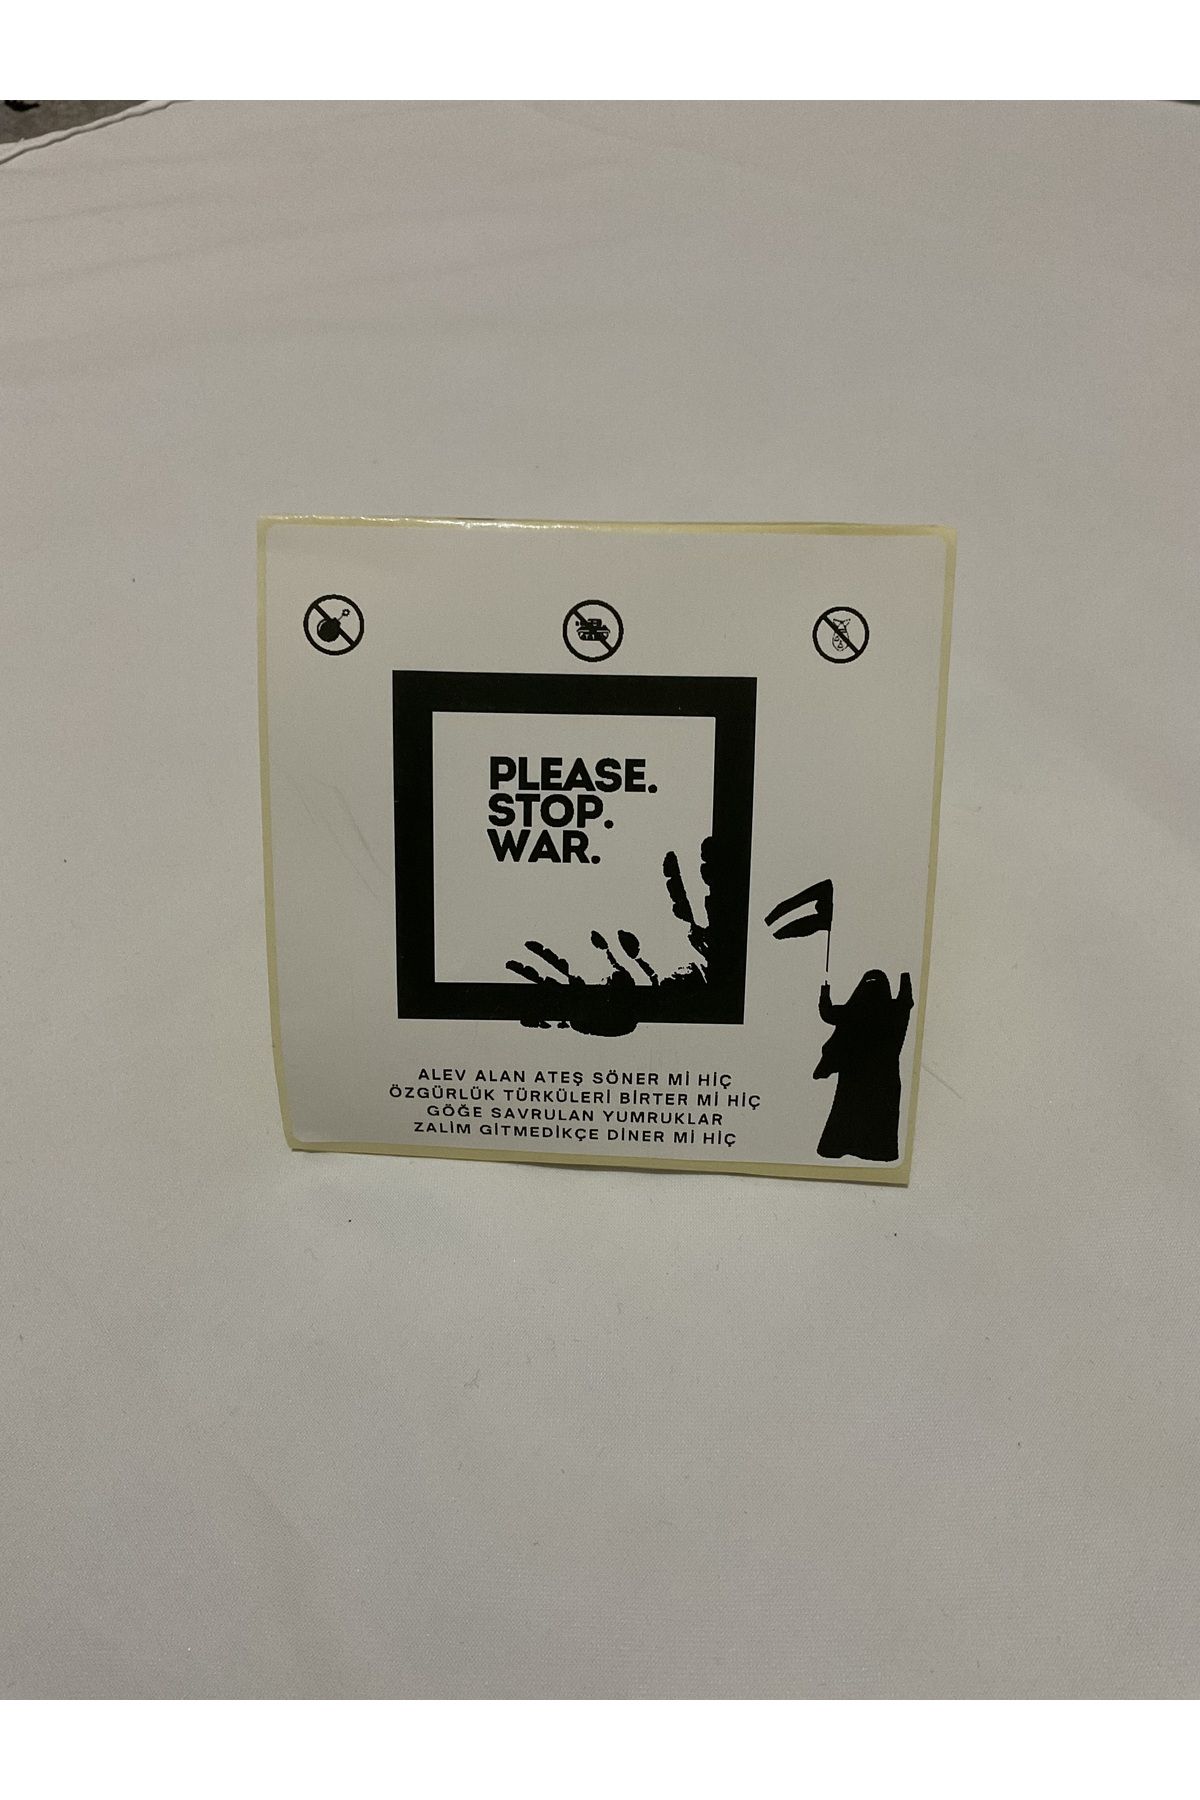 PLEASE.
STOP.
WAR.
ALEV ALAN ATEŞ SÖNER Mİ HİÇ
ÖZGÜRLÜK TÜRKÜLERİ BİRTER Mİ HİÇ
GÖĞE SAVRULAN YUMRUKLAR
ZALİM GİTMEDİKÇE DİNER Mİ HİÇ